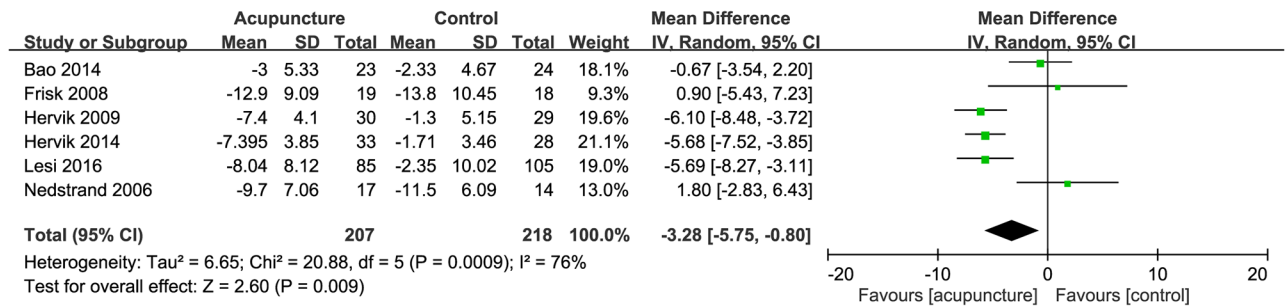 Acupuncture Control Mean Difference Mean Difference
Study or Subgroup Mean SD Total Mean SD Total Weight IV, Random, 95% CI IV, Random, 95% CI
Bao 2014 -3 5.33 23 -2.33 4.67 24 18.1% -0.67 [-3.54, 2.20]
Frisk 2008 -12.9 9.09 19 -13.8 10.45 18 9.3% 0.90 [-5.43, 7.23]
Hervik 2009 -7.4 4.1 30 -1.3 5.15 29 19.6% -6.10 [-8.48, -3.72]
Hervik 2014 -7.395 3.85 33 -1.71 3.46 28 21.1% -5.68 [-7.52, -3.85]
Lesi 2016 -8.04 8.12 85 -2.35 10.02 105 19.0% -5.69 [-8.27, -3.11]
Nedstrand 2006 -9.7 7.06 17 -11.5 6.09 14 13.0% 1.80 [-2.83, 6.43]
Total (95% CI) 207 218 100.0% -3.28 [-5.75, -0.80]
Heterogeneity: Tau² = 6.65; Chi² = 20.88, df = 5 (P = 0.0009); I² = 76%
Test for overall effect: Z = 2.60 (P = 0.009)
-20 -10 0 10 20
Favours [acupuncture] Favours [control]